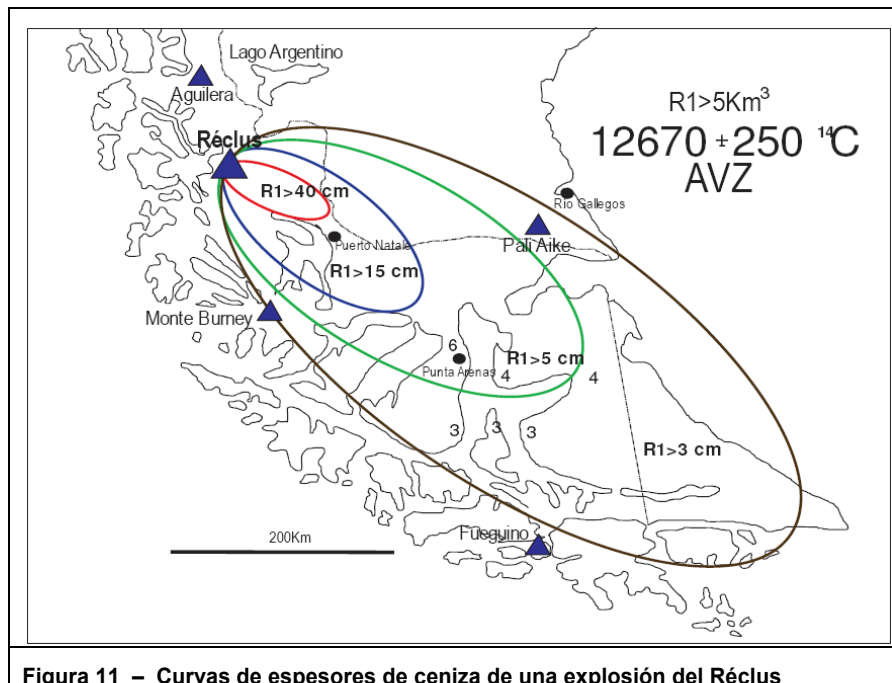 Lago Argentino
Aguilera
Réclus
R1>5Km³
12670 ±250 ¹⁴C
AVZ
R1>40 cm
Rio Gallegos
Puerto Natale
Pali Aike
R1>15 cm
Monte Burney
6
R1>5 cm
Punta Arenas
4
4
3
3
3
R1>3 cm
200Km
Fueguino
Figura 11 – Curvas de espesores de ceniza de una explosión del Réclus